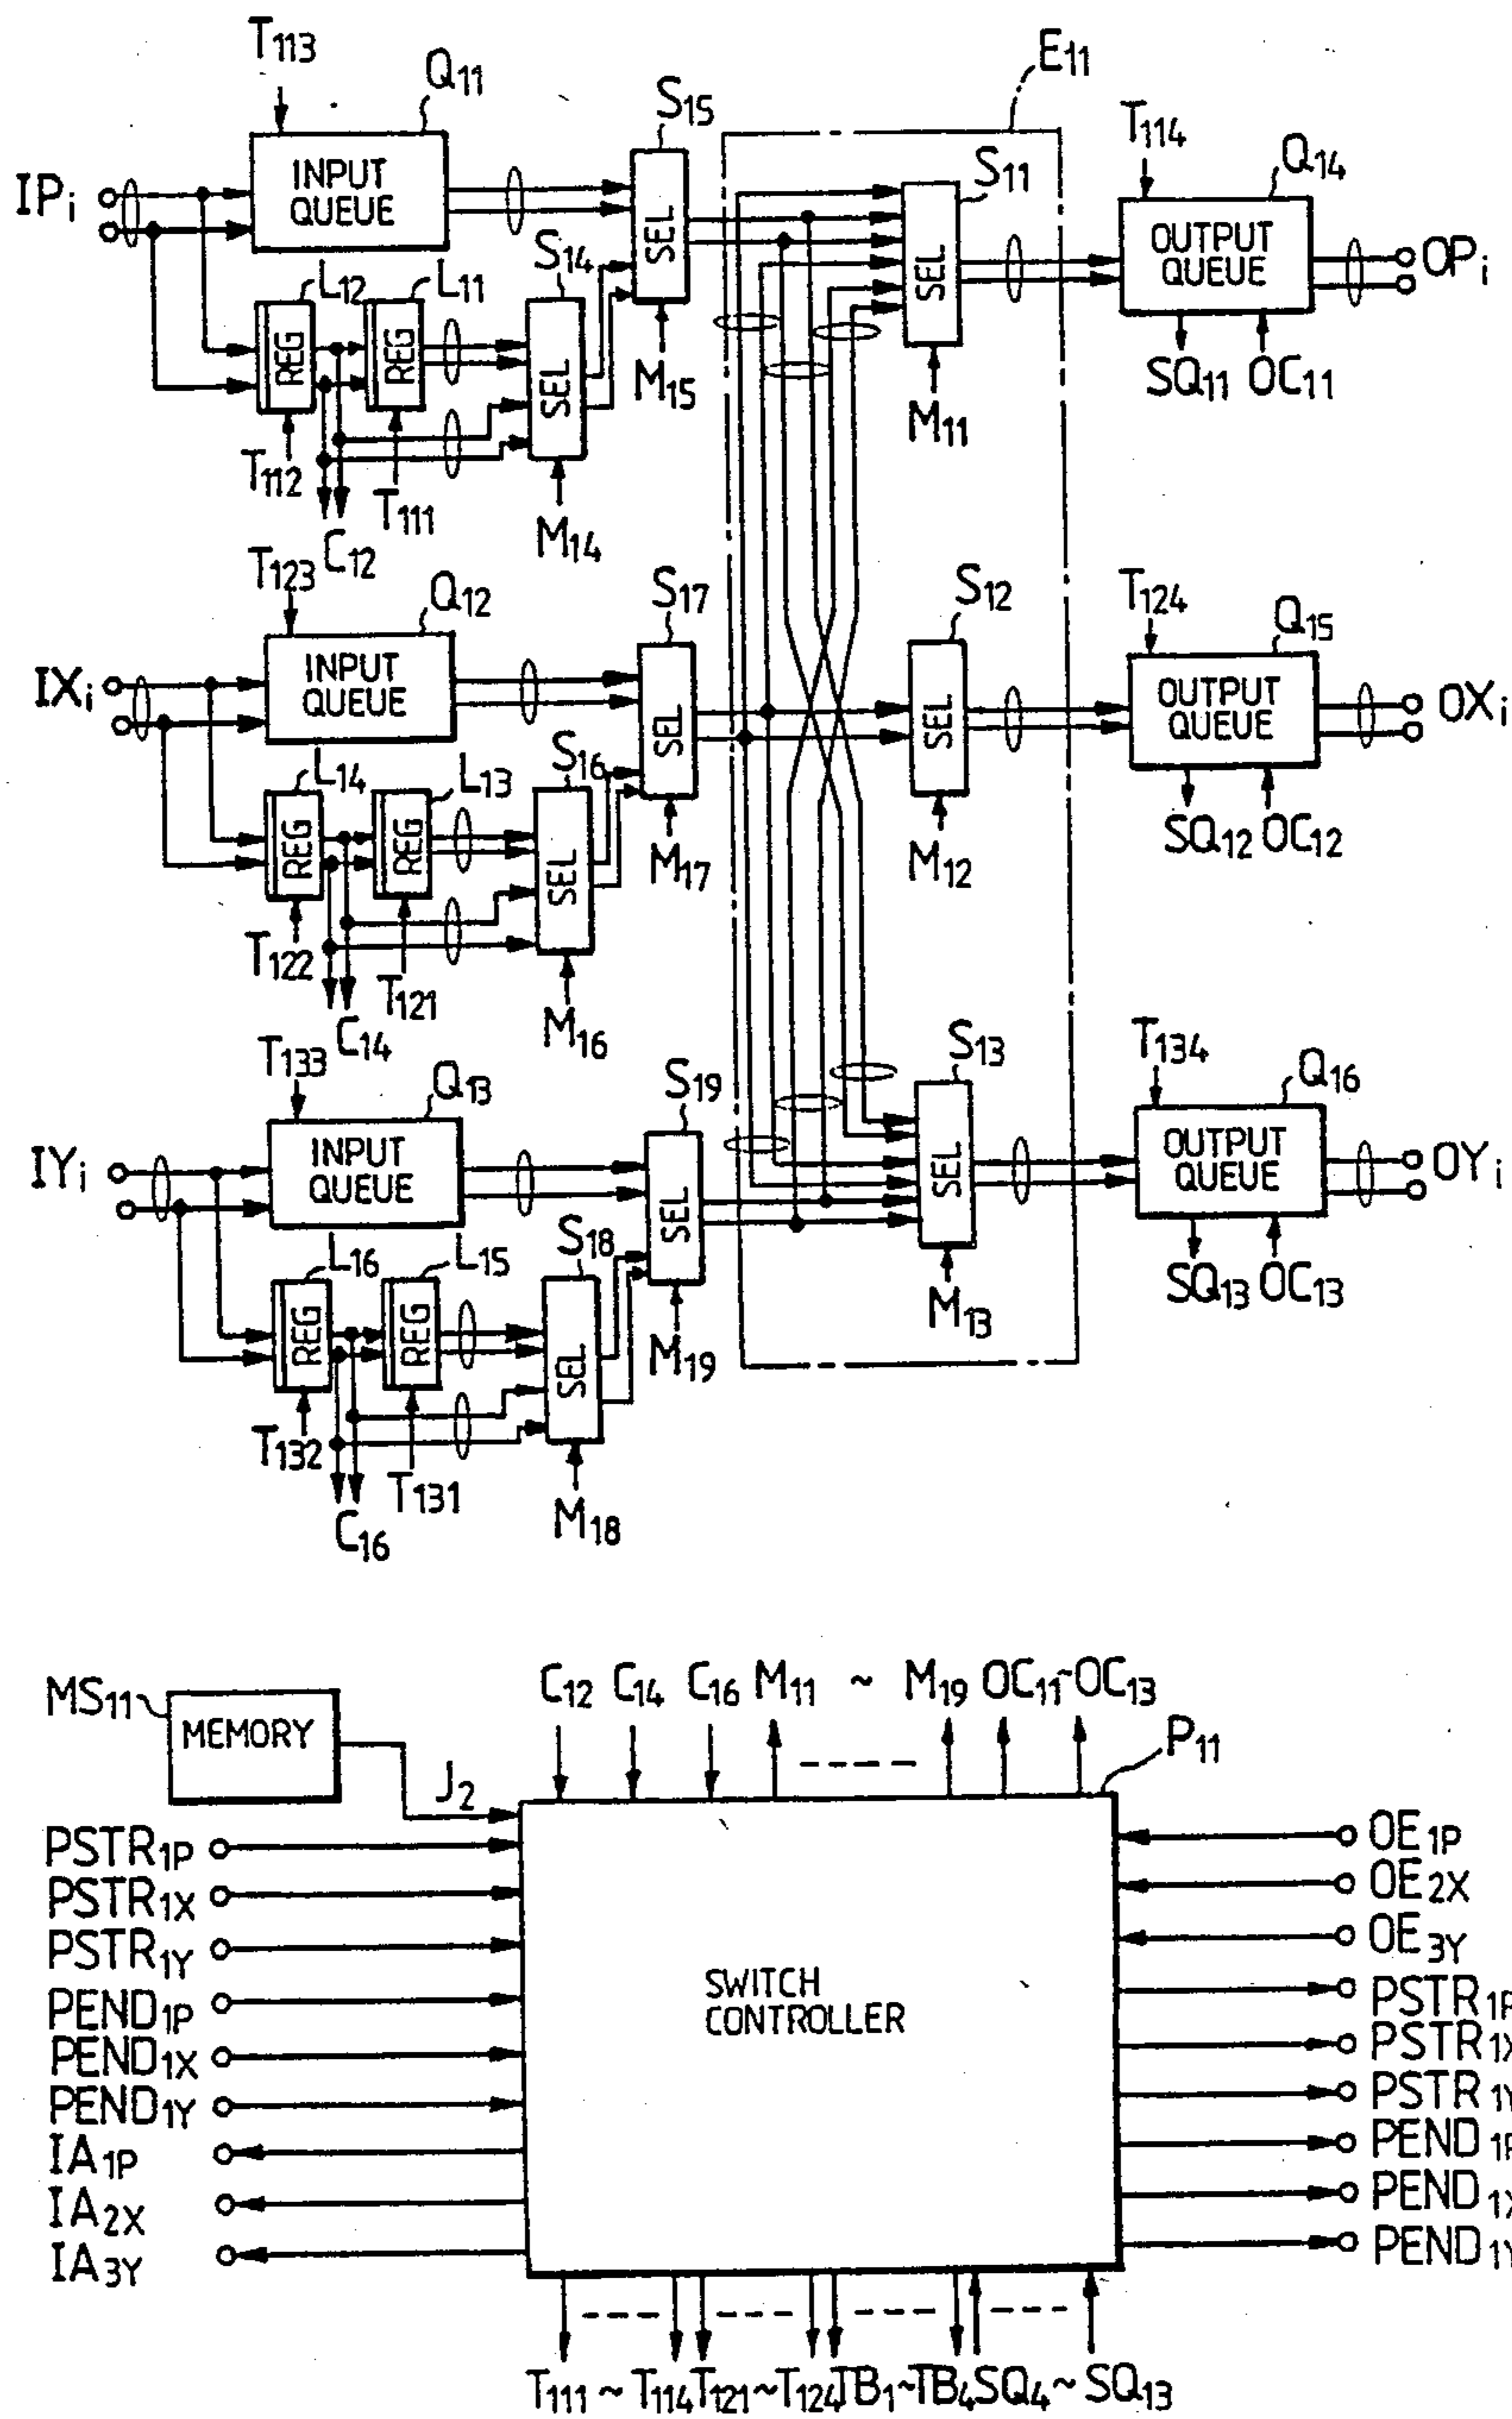 T113
Q11
S15
E11
S11
T114
Q14
IPi
INPUT
QUEUE
SEL
SEL
OUTPUT
QUEUE
OPi
L12
L11
S14
REG
REG
SEL
M15
M11
SQ11
OC11
T112
T111
C12
M14
T123
Q12
S17
S12
T124
Q15
IXi
INPUT
QUEUE
SEL
SEL
OUTPUT
QUEUE
OXi
L14
L13
S16
REG
REG
SEL
M17
M12
SQ12
OC12
T122
T121
C14
M16
T133
Q13
S19
S13
T134
Q16
IYi
INPUT
QUEUE
SEL
SEL
OUTPUT
QUEUE
OYi
L16
L15
S18
REG
REG
SEL
M19
M13
SQ13
OC13
T132
T131
C16
M18
MS11
MEMORY
J2
C12
C14
C16
M11 ~ M19
OC11~OC13
P11
PSTR1P
PSTR1X
PSTR1Y
PEND1P
PEND1X
PEND1Y
IA1P
IA2X
IA3Y
SWITCH
CONTROLLER
OE1P
OE2X
OE3Y
PSTR1P
PSTR1X
PSTR1Y
PEND1P
PEND1X
PEND1Y
T111~T114 T121~T124 TB1~TB4 SQ4~SQ13